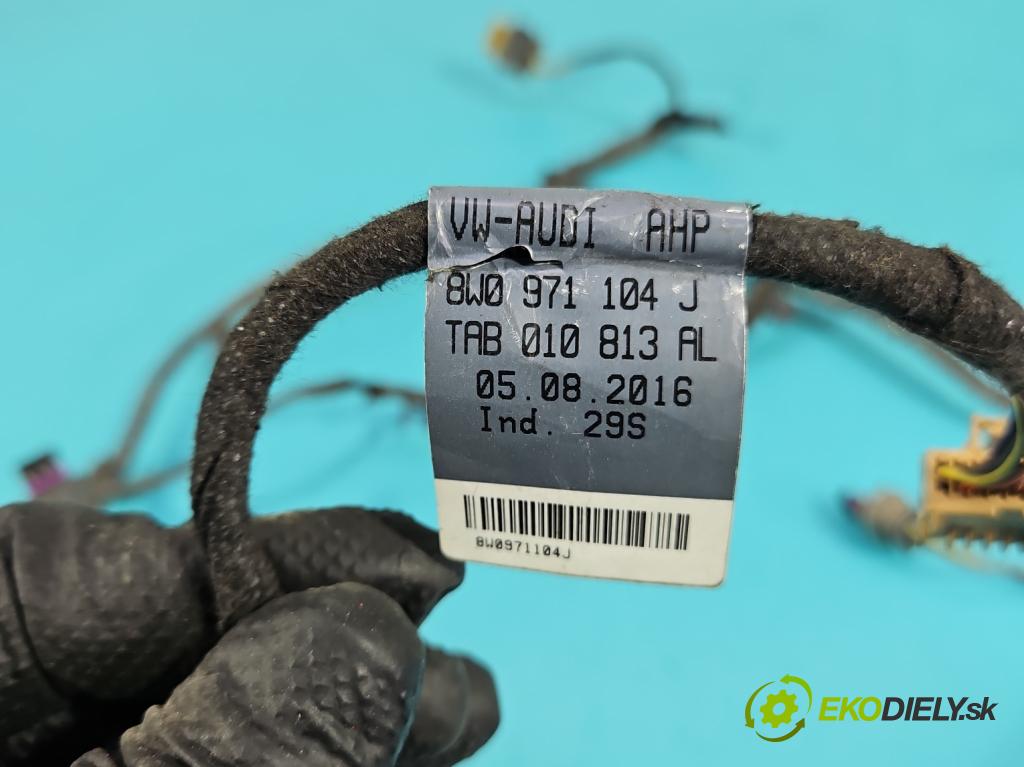 VW-AUDI AHP
8W0 971 104 J
TAB 010 813 AL
05.08.2016
Ind. 29S
8W0971104J
EKODIELY.sk